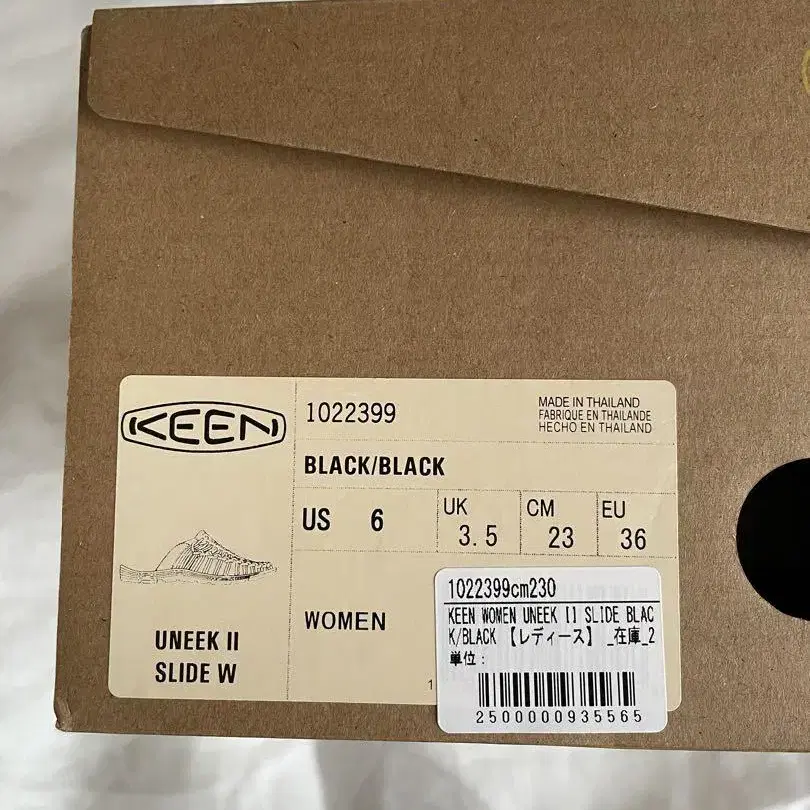 KEEN
1022399
MADE IN THAILAND
FABRIQUE EN THAILANDE
HECHO EN THAILAND
BLACK/BLACK
US 6
UK 3.5
CM 23
EU 36
WOMEN
UNEEK II
SLIDE W
1
1022399cm230
KEEN WOMEN UNEEK II SLIDE BLAC
K/BLACK 【レディース】 _在庫_2
単位:
2500000935565